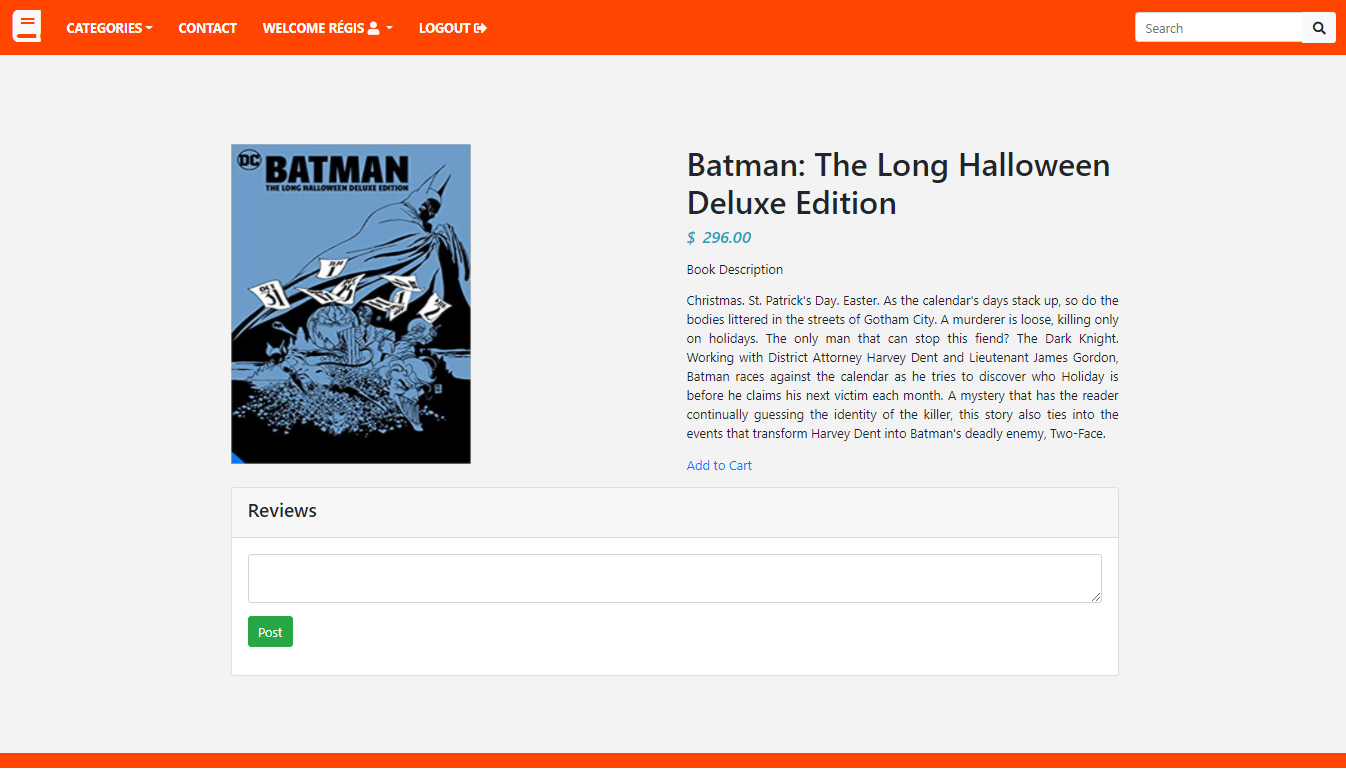 CATEGORIES
CONTACT
WELCOME RÉGIS
LOGOUT
Search
DC
BATMAN
THE LONG HALLOWEEN DELUXE EDITION
OCT
31
1
1
2
Batman: The Long Halloween
Deluxe Edition
$ 296.00
Book Description
Christmas. St. Patrick's Day. Easter. As the calendar's days stack up, so do the
bodies littered in the streets of Gotham City. A murderer is loose, killing only
on holidays. The only man that can stop this fiend? The Dark Knight.
Working with District Attorney Harvey Dent and Lieutenant James Gordon,
Batman races against the calendar as he tries to discover who Holiday is
before he claims his next victim each month. A mystery that has the reader
continually guessing the identity of the killer, this story also ties into the
events that transform Harvey Dent into Batman's deadly enemy, Two-Face.
Add to Cart
Reviews
Post